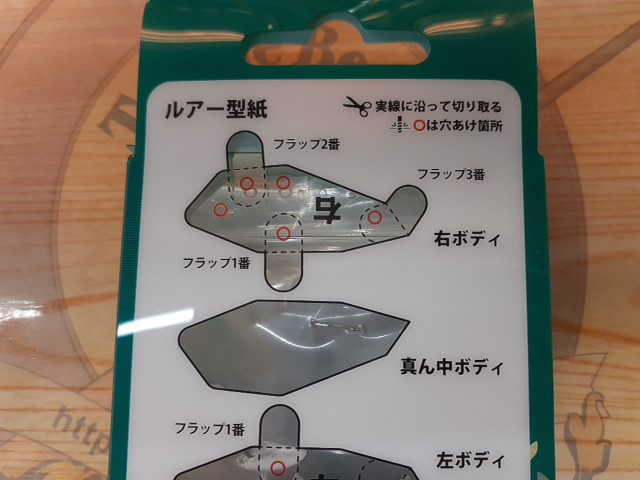 ルアー型紙
実線に沿って切り取る
は穴あけ箇所
フラップ2番
フラップ3番
右
右ボディ
フラップ1番
真ん中ボディ
フラップ1番
左ボディ
http